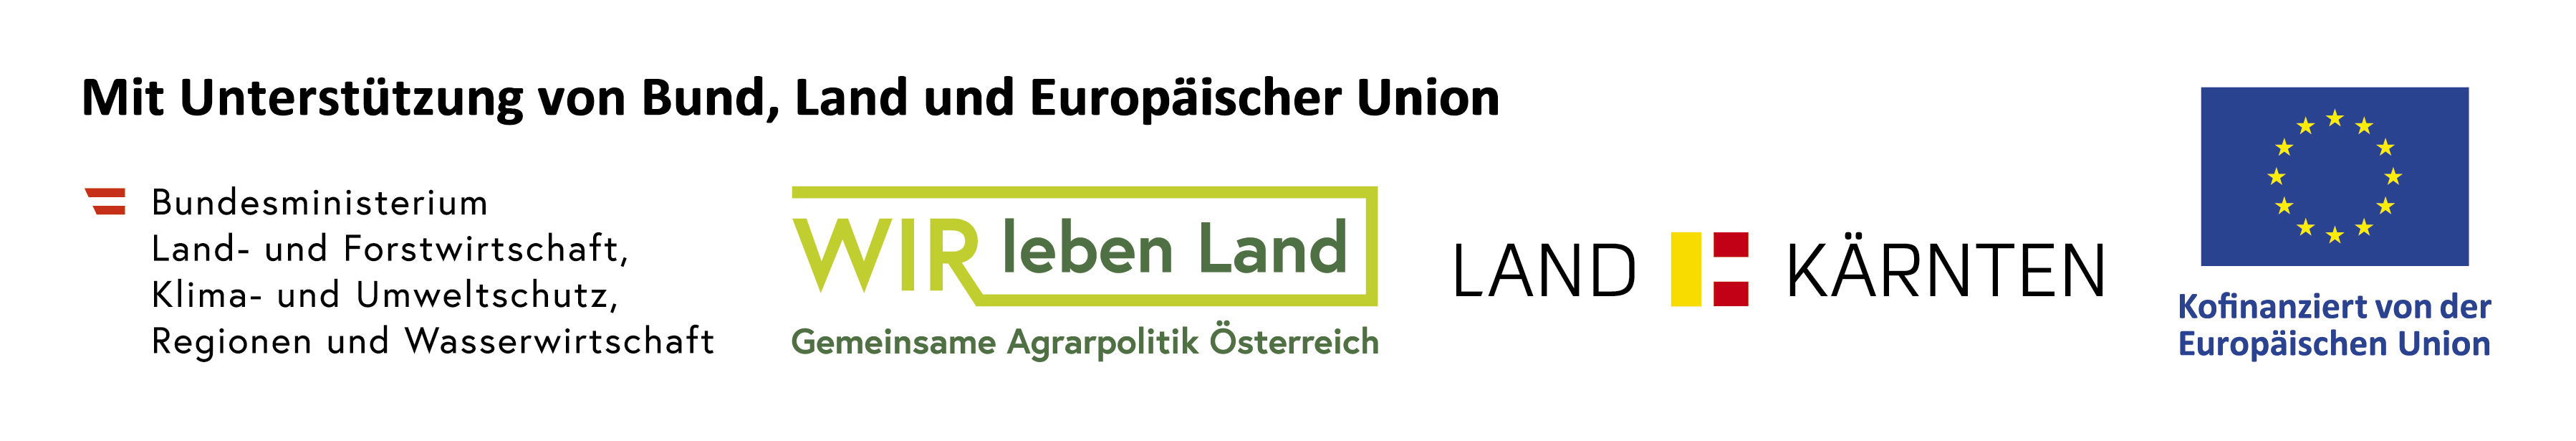 Mit Unterstützung von Bund, Land und Europäischer Union
Bundesministerium
Land- und Forstwirtschaft,
Klima- und Umweltschutz,
Regionen und Wasserwirtschaft
WIR leben Land
Gemeinsame Agrarpolitik Österreich
LAND KÄRNTEN
Kofinanziert von der
Europäischen Union